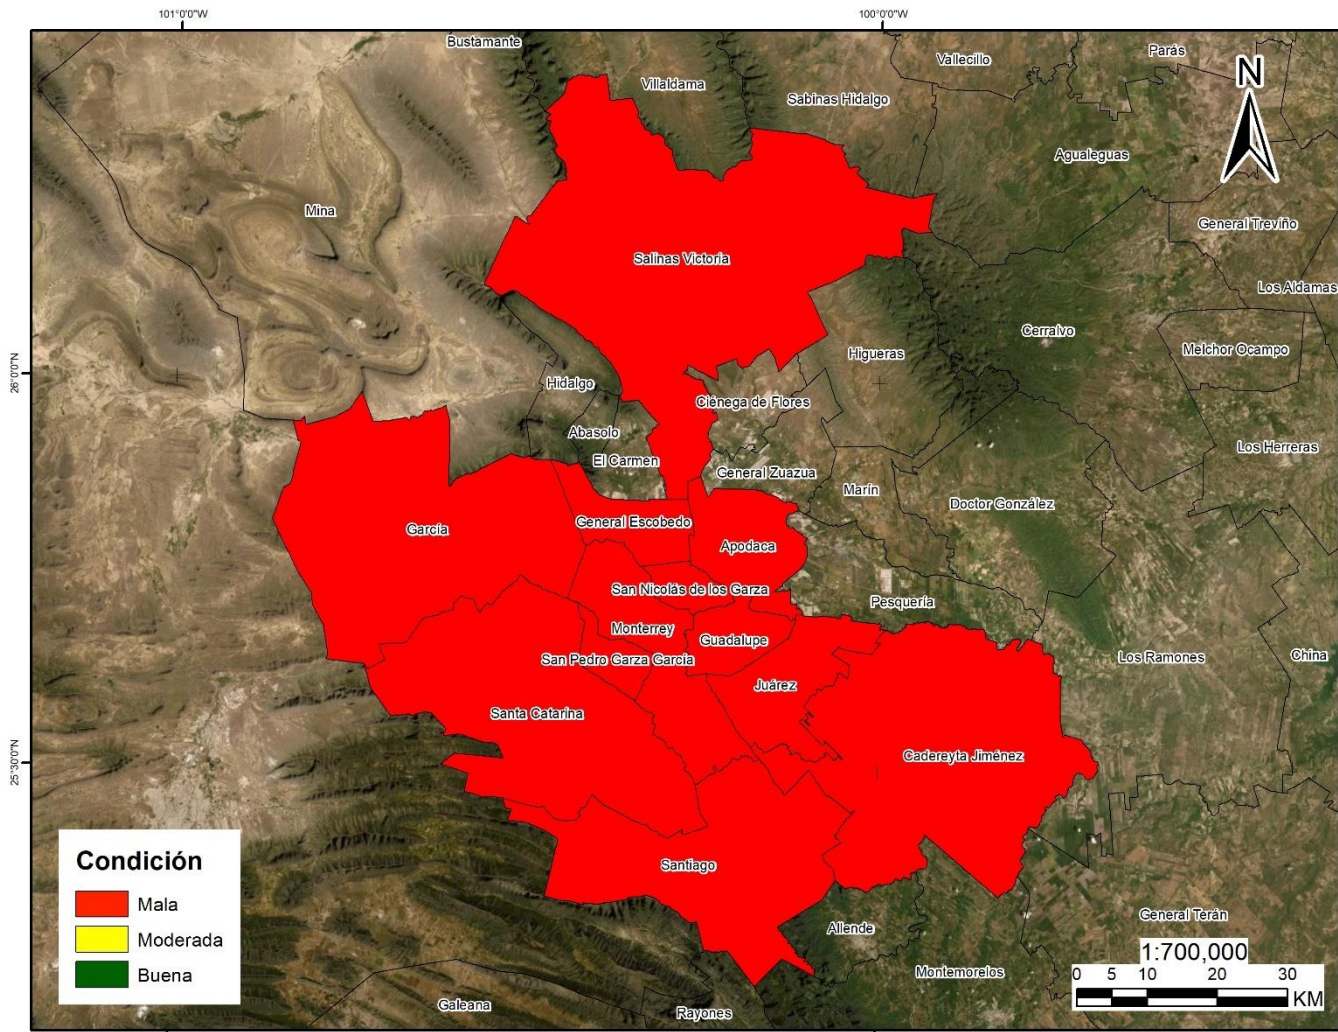 101°0'0"W
100°0'0"W
Bustamante
Villaldama
Vallecillo
Parás
Sabinas Hidalgo
N
Agualeguas
Mina
General Treviño
Salinas Victoria
Los Aldamas
Cerralvo
Melchor Ocampo
Higueras
26°0'0"N
Hidalgo
Ciénega de Flores
Abasolo
El Carmen
Los Herreras
General Zuazua
Marín
Doctor González
García
General Escobedo
Apodaca
San Nicolás de los Garza
Pesquería
Monterrey
Guadalupe
San Pedro Garza García
Los Ramones
China
Juárez
Santa Catarina
Cadereyta Jiménez
25°30'0"N
Santiago
Allende
General Terán
Montemorelos
Galeana
Rayones
Condición
Mala
Moderada
Buena
1:700,000
0 5 10 20 30
KM